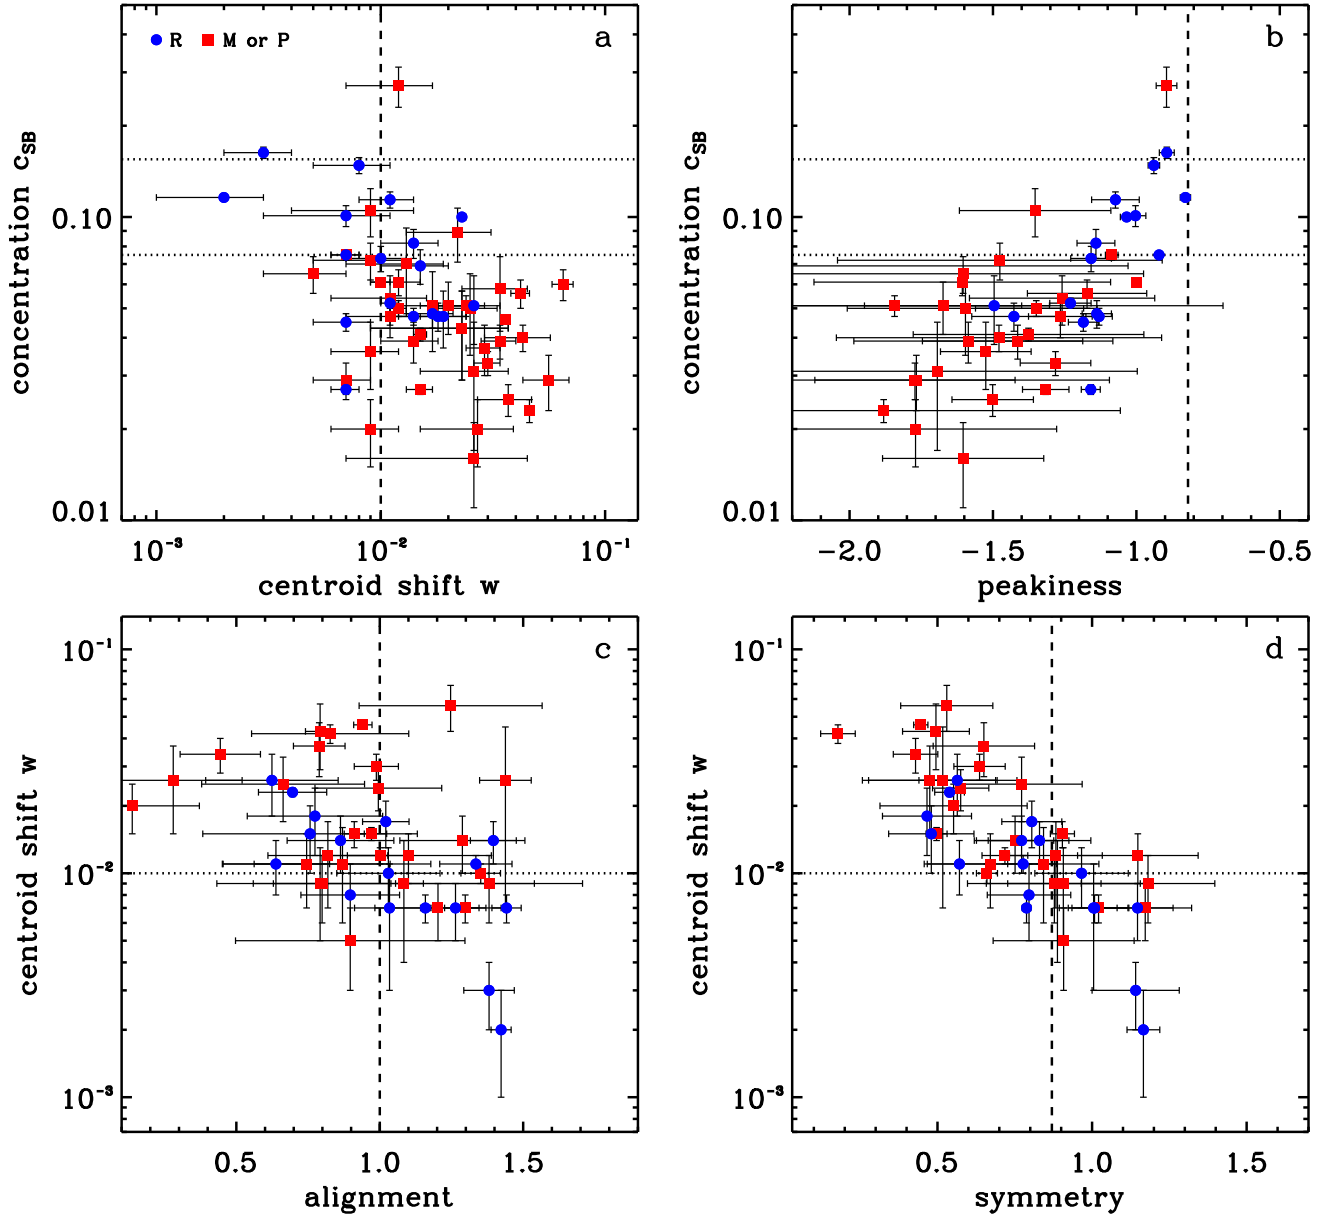 R M or P a
concentration c_SB
0.10
0.01
10⁻³ 10⁻² 10⁻¹
centroid shift w
b
concentration c_SB
0.10
0.01
−2.0 −1.5 −1.0 −0.5
peakiness
c
centroid shift w
10⁻¹
10⁻²
10⁻³
0.5 1.0 1.5
alignment
d
centroid shift w
10⁻¹
10⁻²
10⁻³
0.5 1.0 1.5
symmetry